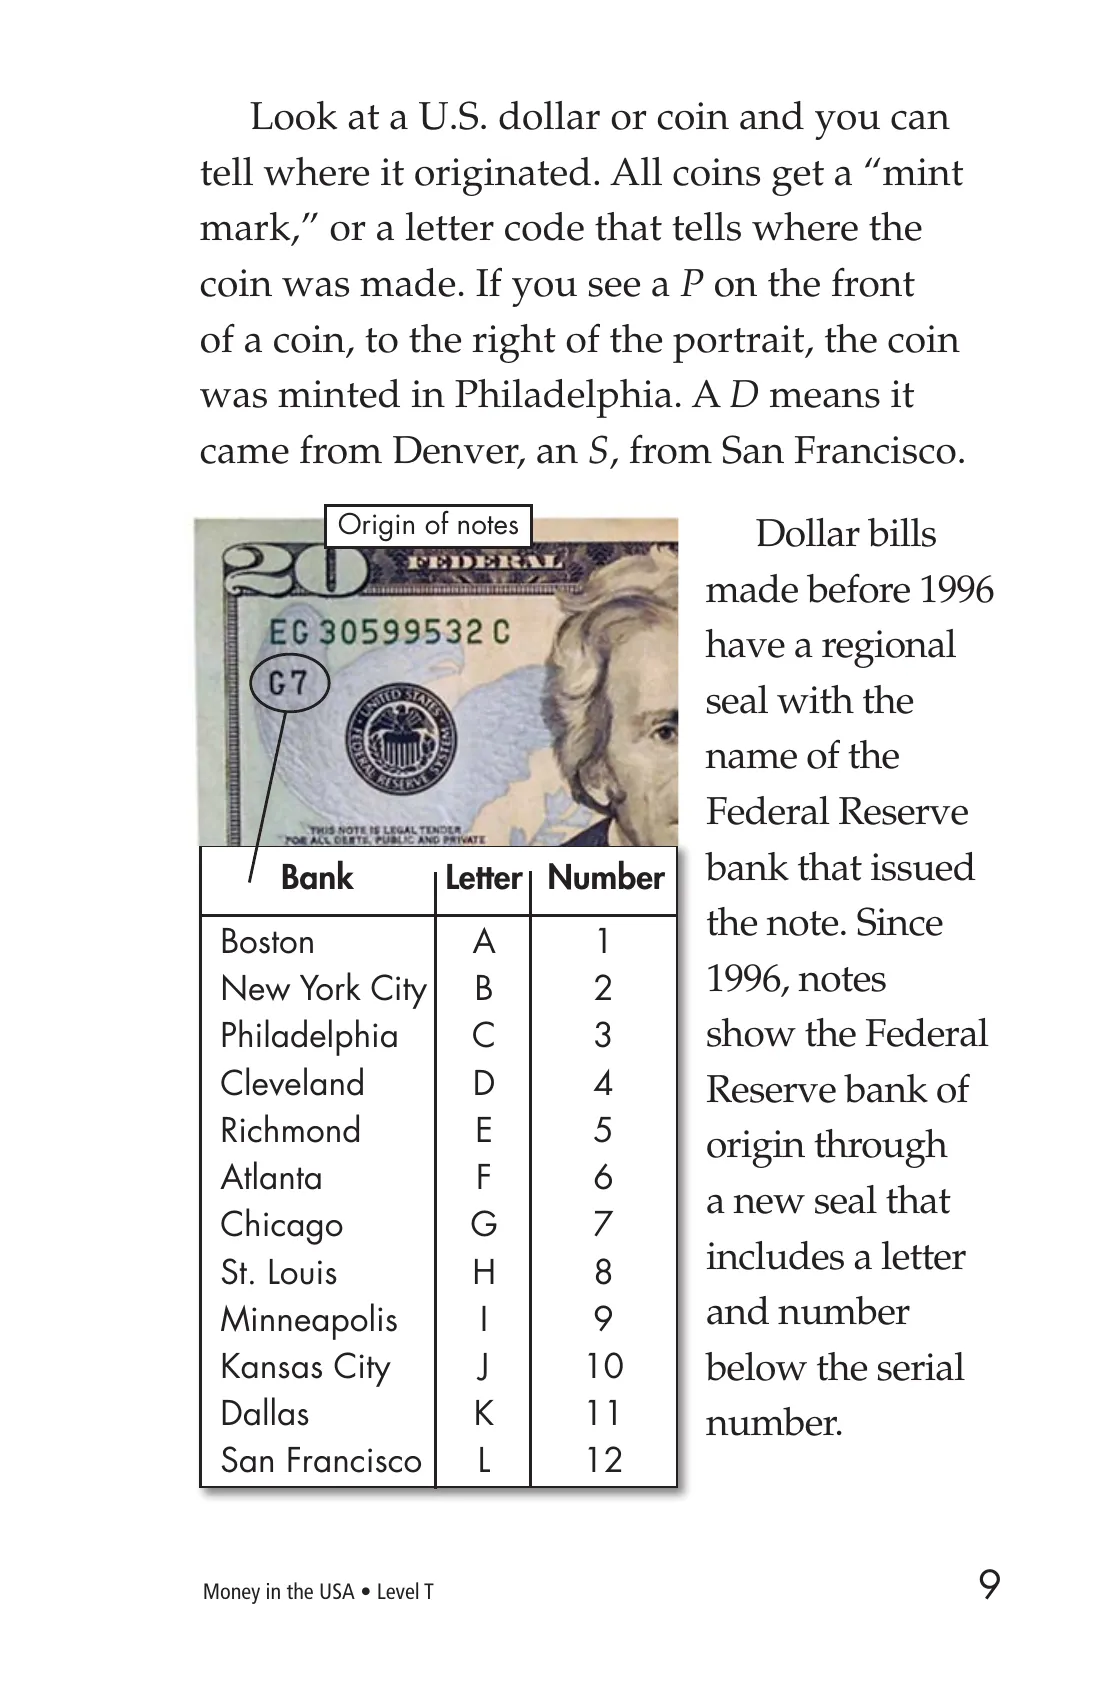 Look at a U.S. dollar or coin and you can
tell where it originated. All coins get a “mint
mark,” or a letter code that tells where the
coin was made. If you see a P on the front
of a coin, to the right of the portrait, the coin
was minted in Philadelphia. A D means it
came from Denver, an S, from San Francisco.
Origin of notes
20 FEDERAL
EG 30599532 C
G7
UNITED STATES
FEDERAL RESERVE SYSTEM
THIS NOTE IS LEGAL TENDER
FOR ALL DEBTS, PUBLIC AND PRIVATE
Bank Letter Number
Boston A 1
New York City B 2
Philadelphia C 3
Cleveland D 4
Richmond E 5
Atlanta F 6
Chicago G 7
St. Louis H 8
Minneapolis I 9
Kansas City J 10
Dallas K 11
San Francisco L 12
Dollar bills
made before 1996
have a regional
seal with the
name of the
Federal Reserve
bank that issued
the note. Since
1996, notes
show the Federal
Reserve bank of
origin through
a new seal that
includes a letter
and number
below the serial
number.
Money in the USA • Level T 9